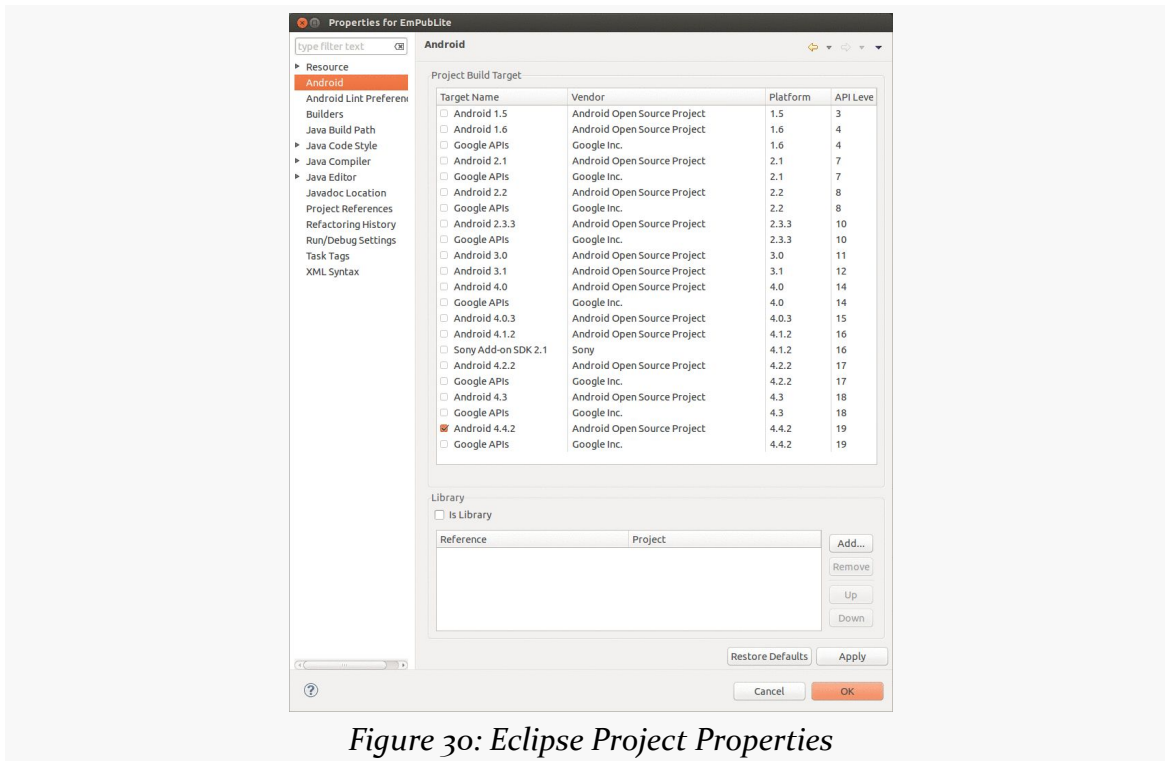 Properties for EmPubLite
type filter text
Resource
Android
Android Lint Preferen
Builders
Java Build Path
Java Code Style
Java Compiler
Java Editor
Javadoc Location
Project References
Refactoring History
Run/Debug Settings
Task Tags
XML Syntax
Android
Project Build Target
Target Name Vendor Platform API Leve
Android 1.5 Android Open Source Project 1.5 3
Android 1.6 Android Open Source Project 1.6 4
Google APIs Google Inc. 1.6 4
Android 2.1 Android Open Source Project 2.1 7
Google APIs Google Inc. 2.1 7
Android 2.2 Android Open Source Project 2.2 8
Google APIs Google Inc. 2.2 8
Android 2.3.3 Android Open Source Project 2.3.3 10
Google APIs Google Inc. 2.3.3 10
Android 3.0 Android Open Source Project 3.0 11
Android 3.1 Android Open Source Project 3.1 12
Android 4.0 Android Open Source Project 4.0 14
Google APIs Google Inc. 4.0 14
Android 4.0.3 Android Open Source Project 4.0.3 15
Android 4.1.2 Android Open Source Project 4.1.2 16
Sony Add-on SDK 2.1 Sony 4.1.2 16
Android 4.2.2 Android Open Source Project 4.2.2 17
Google APIs Google Inc. 4.2.2 17
Android 4.3 Android Open Source Project 4.3 18
Google APIs Google Inc. 4.3 18
Android 4.4.2 Android Open Source Project 4.4.2 19
Google APIs Google Inc. 4.4.2 19
Library
Is Library
Reference Project
Add...
Remove
Up
Down
Restore Defaults Apply
? Cancel OK
Figure 30: Eclipse Project Properties